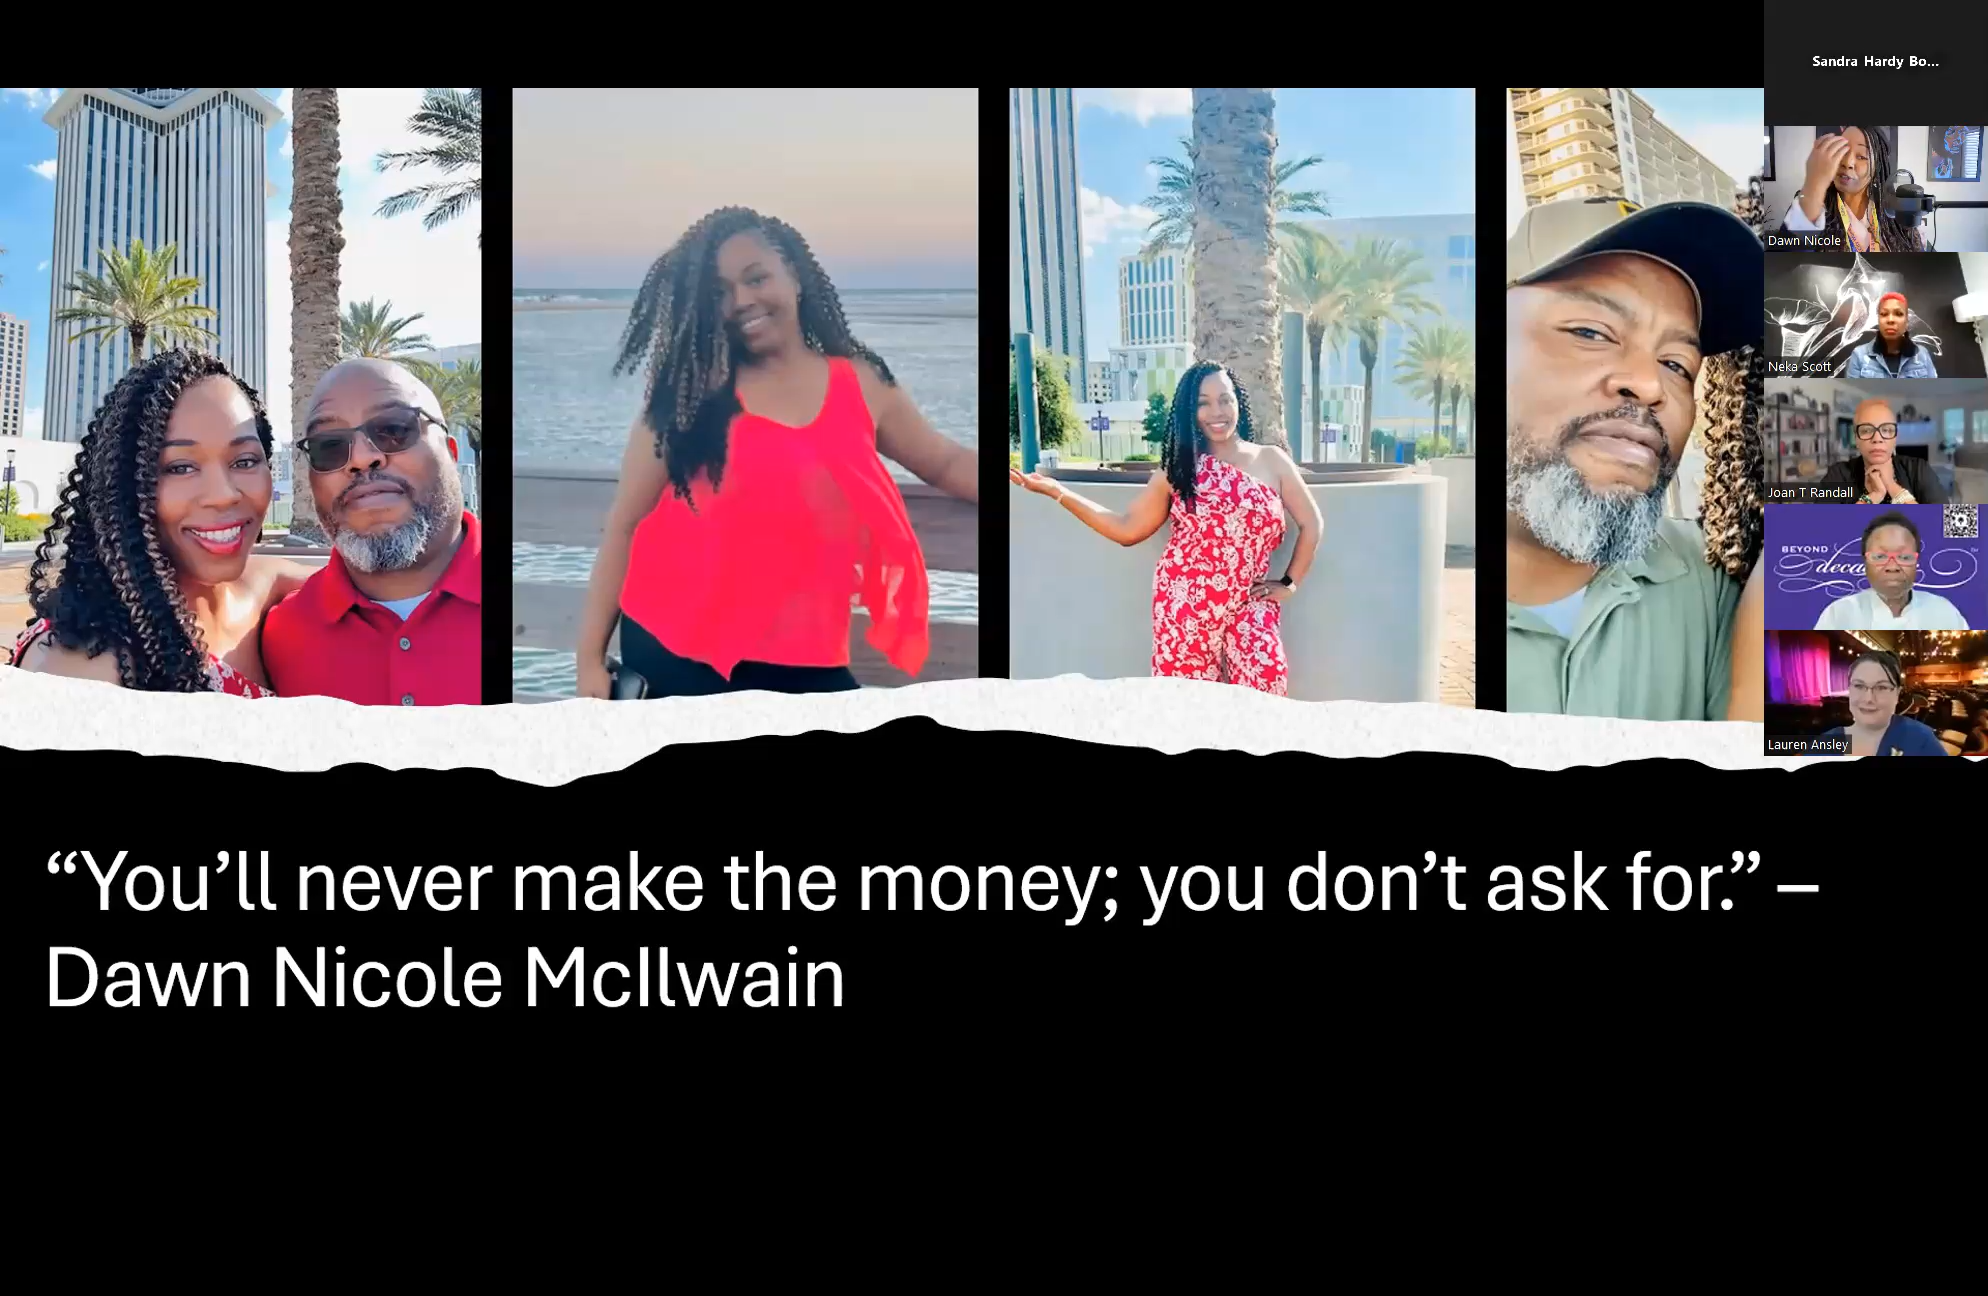 “You’ll never make the money; you don’t ask for.” –
Dawn Nicole McIlwain
Sandra Hardy Bo...
Dawn Nicole
Neka Scott
Joan T Randall
BEYOND
Lauren Ansley